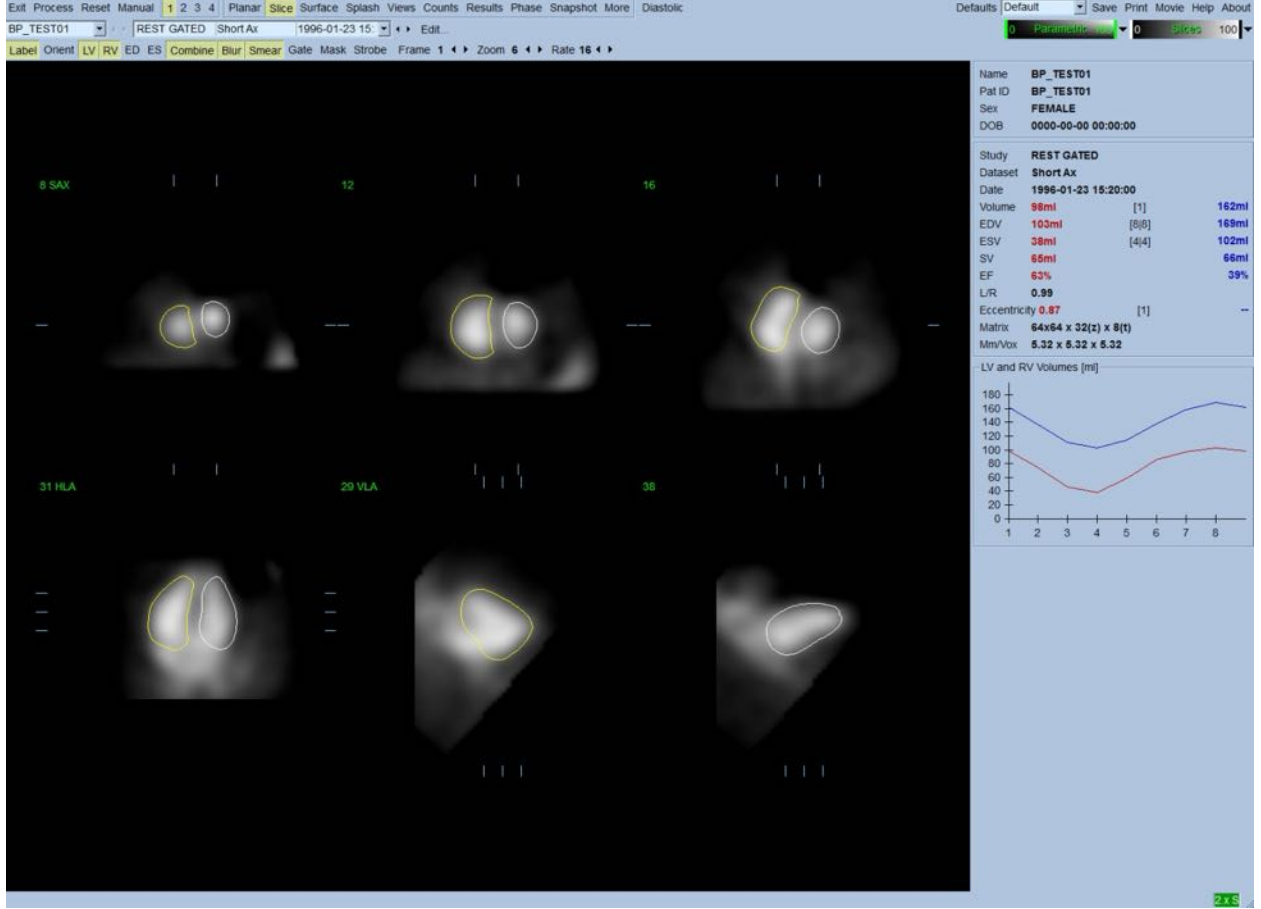 Exit Process Reset Manual 1 2 3 4 Planar Slice Surface Splash Views Counts Results Phase Snapshot More Diastolic Defaults Default Save Print Movie Help About
BP_TEST01 REST GATED Short Ax 1996-01-23 15: Edit... 0 Parametric 0 Slices 100
Label Orient LV RV ED ES Combine Blur Smear Gate Mask Strobe Frame 1 Zoom 6 Rate 16
8 SAX 12 16
31 HLA 29 VLA 38
Name BP_TEST01
Pat ID BP_TEST01
Sex FEMALE
DOB 0000-00-00 00:00:00
Study REST GATED
Dataset Short Ax
Date 1996-01-23 15:20:00
Volume 98ml [1] 162ml
EDV 103ml [8|8] 169ml
ESV 38ml [4|4] 102ml
SV 65ml 66ml
EF 63% 39%
L/R 0.99
Eccentricity 0.87 [1] --
Matrix 64x64 x 32(z) x 8(t)
Mm/Vox 5.32 x 5.32 x 5.32
LV and RV Volumes [ml]
180
160
140
120
100
80
60
40
20
0
1 2 3 4 5 6 7 8
2 x S